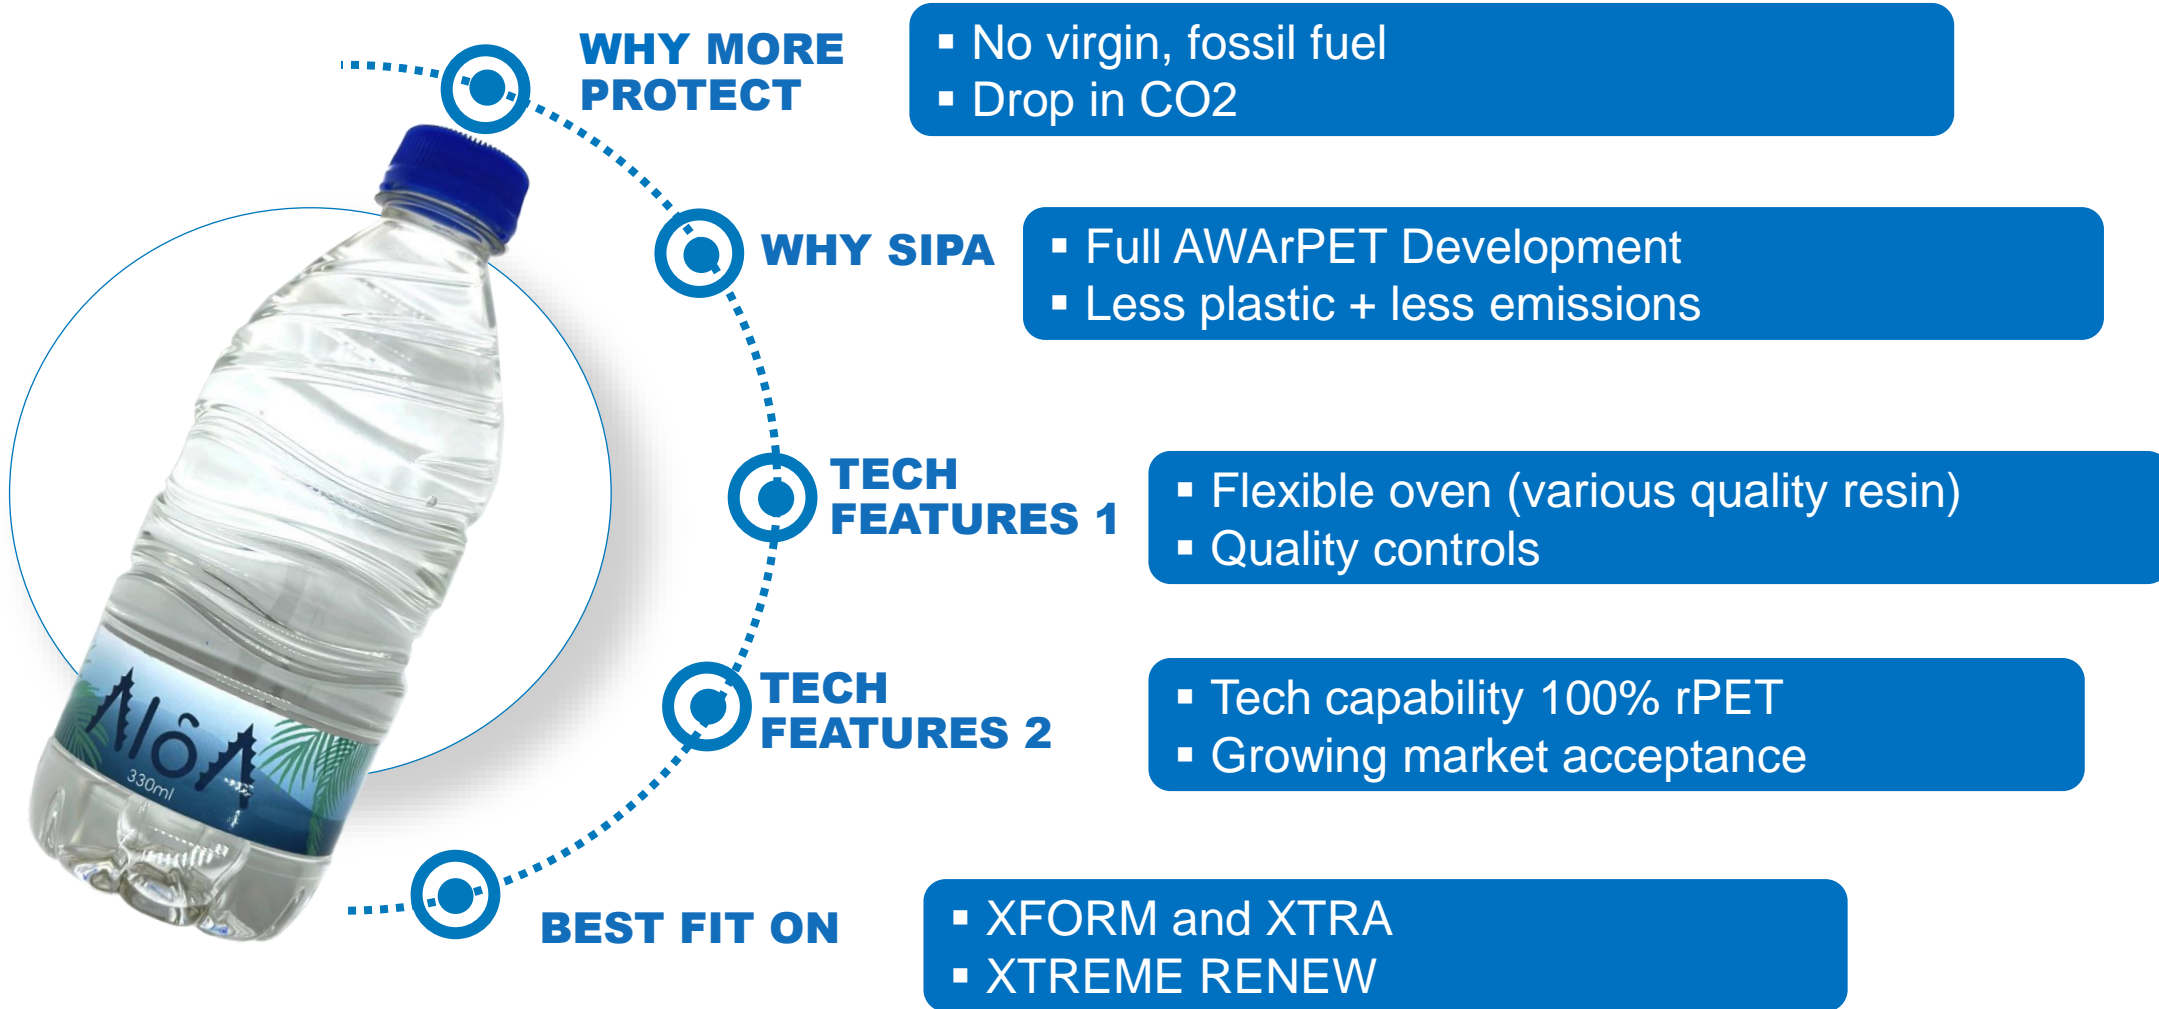 WHY MORE
PROTECT
▪ No virgin, fossil fuel
▪ Drop in CO2
WHY SIPA
▪ Full AWArPET Development
▪ Less plastic + less emissions
TECH
FEATURES 1
▪ Flexible oven (various quality resin)
▪ Quality controls
TECH
FEATURES 2
▪ Tech capability 100% rPET
▪ Growing market acceptance
AlôA
330ml
BEST FIT ON
▪ XFORM and XTRA
▪ XTREME RENEW